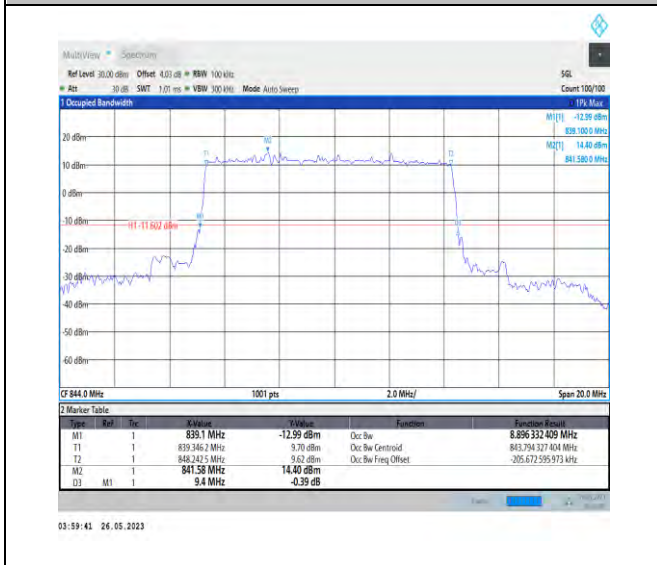 MultiView Spectrum
Ref Level 30.00 dBm Offset 4.03 dB RBW 100 kHz SGL
Att 30 dB SWT 1.01 ms VBW 300 kHz Mode Auto Sweep Count 100/100
1 Occupied Bandwidth 1Pk Max
M1[1] -12.99 dBm
839.100 0 MHz
M2[1] 14.40 dBm
841.580 0 MHz
20 dBm
M2
T1 T2
10 dBm
0 dBm
-10 dBm
H1 -11.602 dBm
-20 dBm
-30 dBm
-40 dBm
-50 dBm
-60 dBm
CF 844.0 MHz 1001 pts 2.0 MHz/ Span 20.0 MHz
2 Marker Table
Type Ref Trc X-Value Y-Value Function Function Result
M1 1 839.1 MHz -12.99 dBm Occ Bw 8.896 332 409 MHz
T1 1 839.346 2 MHz 9.70 dBm Occ Bw Centroid 843.794 327 404 MHz
T2 1 848.242 5 MHz 9.62 dBm Occ Bw Freq Offset -205.672 595 973 kHz
M2 1 841.58 MHz 14.40 dBm
D3 M1 1 9.4 MHz -0.39 dB
03:59:41 26.05.2023